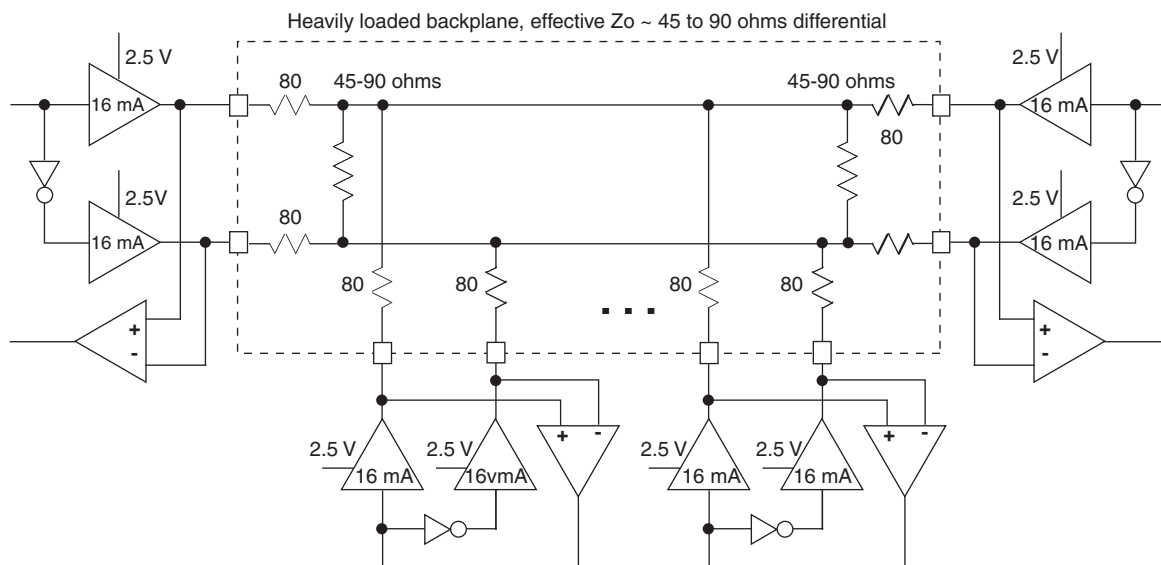 Heavily loaded backplane, effective Zo ~ 45 to 90 ohms differential
2.5 V
16 mA
80
45-90 ohms
45-90 ohms
80
2.5 V
16 mA
2.5V
16 mA
80
2.5 V
16 mA
80
80
80
80
+
-
+
-
■ ■ ■
2.5 V
16 mA
2.5 V
16vmA
+
-
2.5 V
16 mA
2.5 V
16 mA
+
-